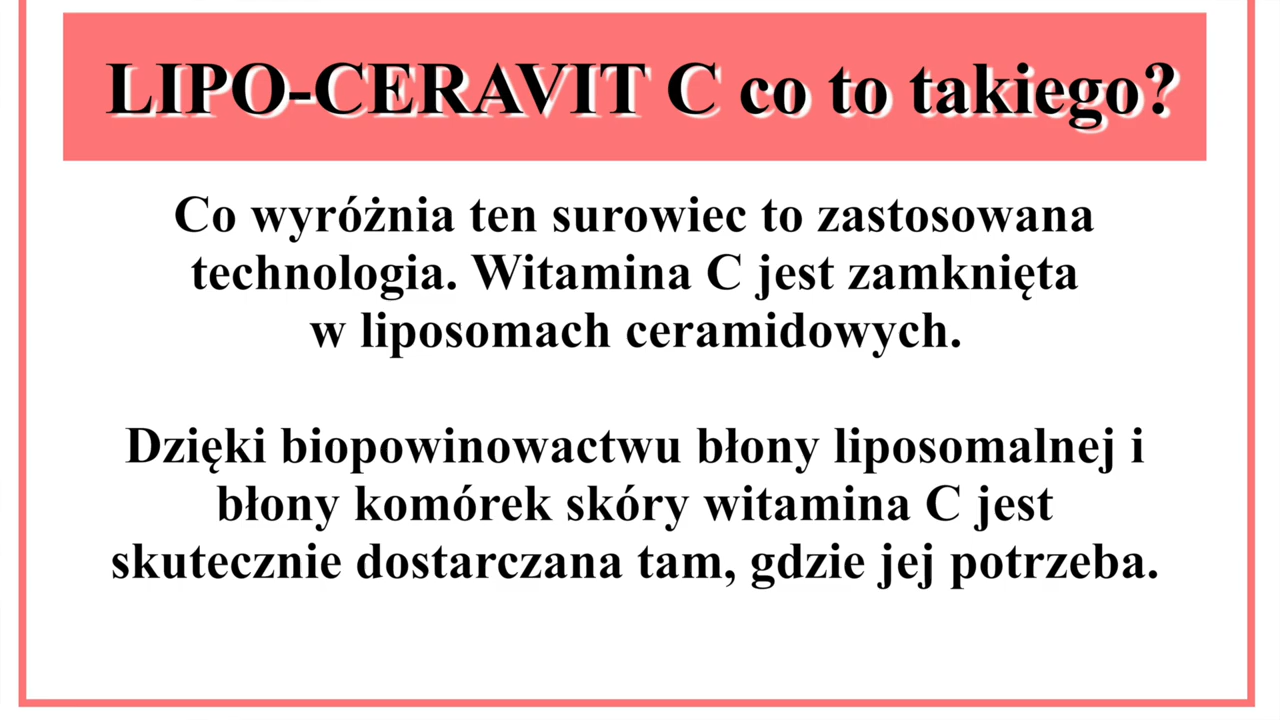 LIPO-CERAVIT C co to takiego?
Co wyróżnia ten surowiec to zastosowana
technologia. Witamina C jest zamknięta
w liposomach ceramidowych.
Dzięki biopowinowactwu błony liposomalnej i
błony komórek skóry witamina C jest
skutecznie dostarczana tam, gdzie jej potrzeba.